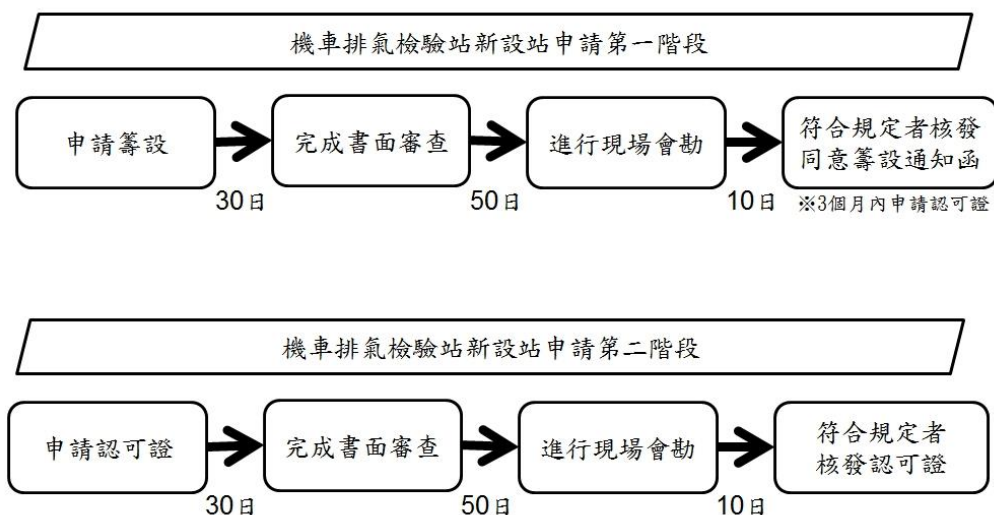 機車排氣檢驗站新設站申請第一階段
申請籌設
完成書面審查
進行現場會勘
符合規定者核發
同意籌設通知函
30日
50日
10日
※3個月內申請認可證
機車排氣檢驗站新設站申請第二階段
申請認可證
完成書面審查
進行現場會勘
符合規定者
核發認可證
30日
50日
10日